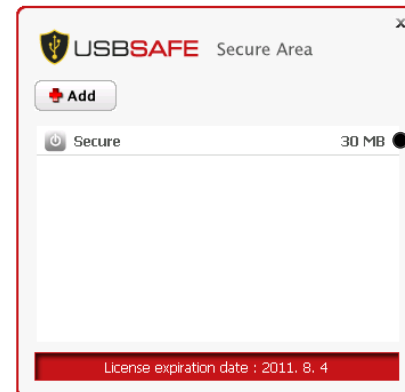 x
USBSAFE Secure Area
Add
Secure 30 MB
License expiration date : 2011. 8. 4